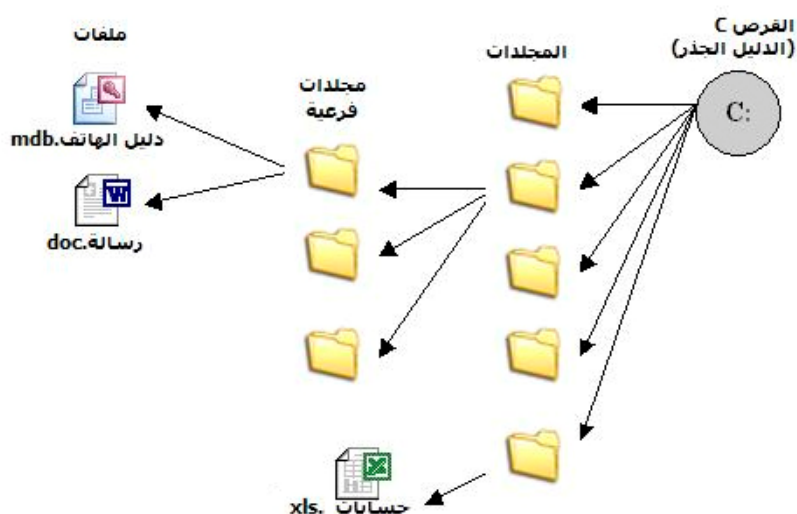 القرص C
(الدليل الجذر)
C:
المجلدات
مجلدات
فرعية
ملفات
دليل الهاتف.mdb
رسالة.doc
حسابات .xls